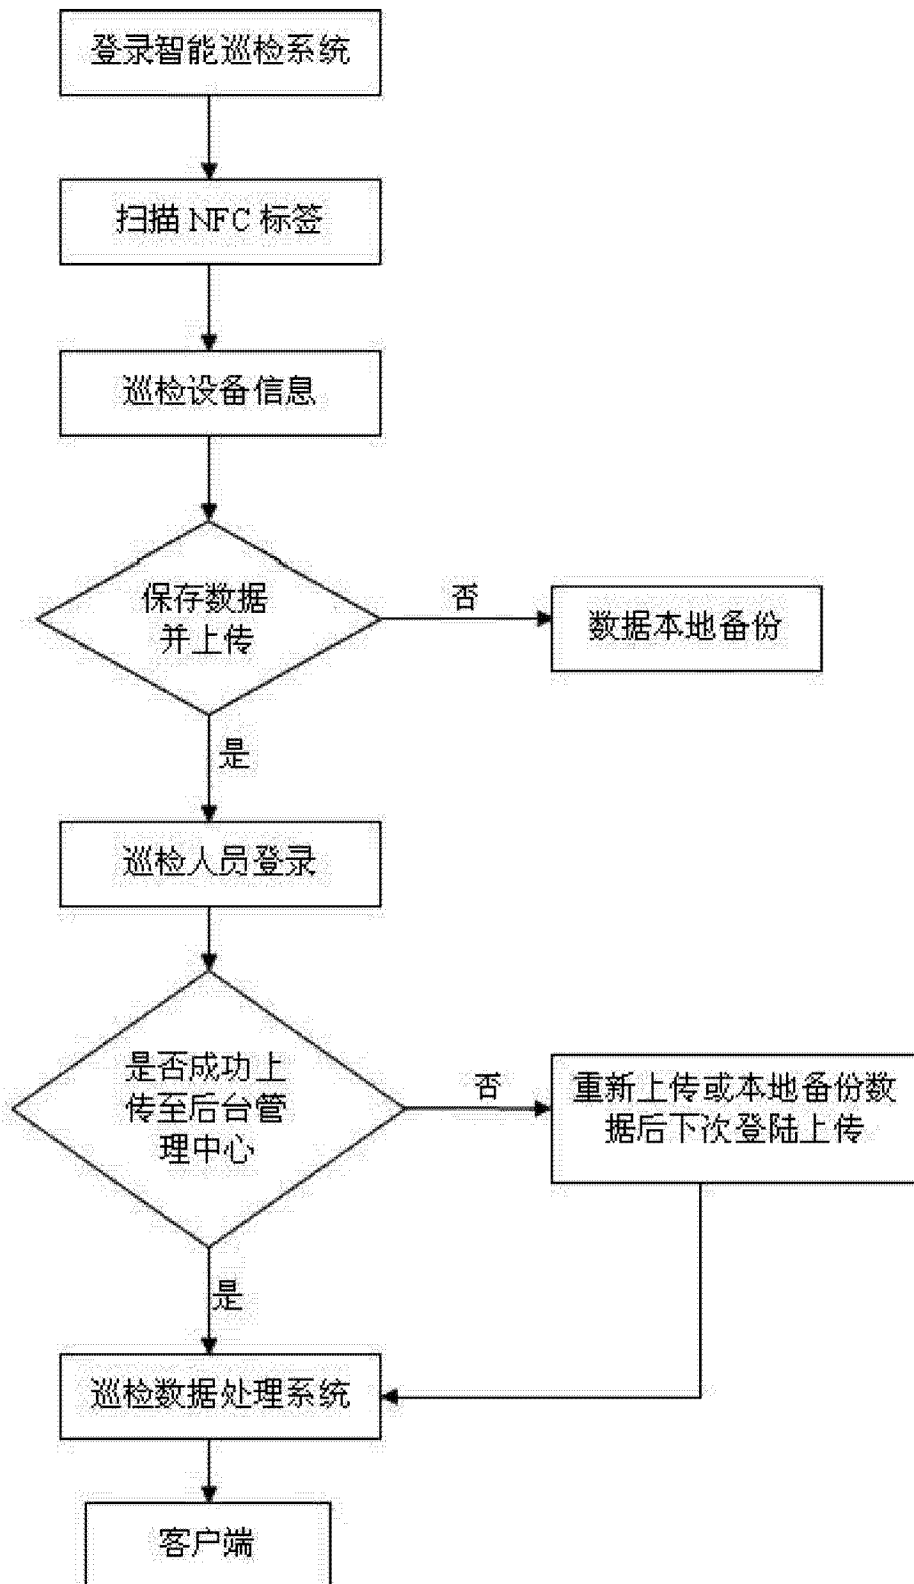 登录智能巡检系统
扫描 NFC 标签
巡检设备信息
保存数据
并上传
否
数据本地备份
是
巡检人员登录
是否成功上
传至后台管
理中心
否
重新上传或本地备份数
据后下次登陆上传
是
巡检数据处理系统
客户端